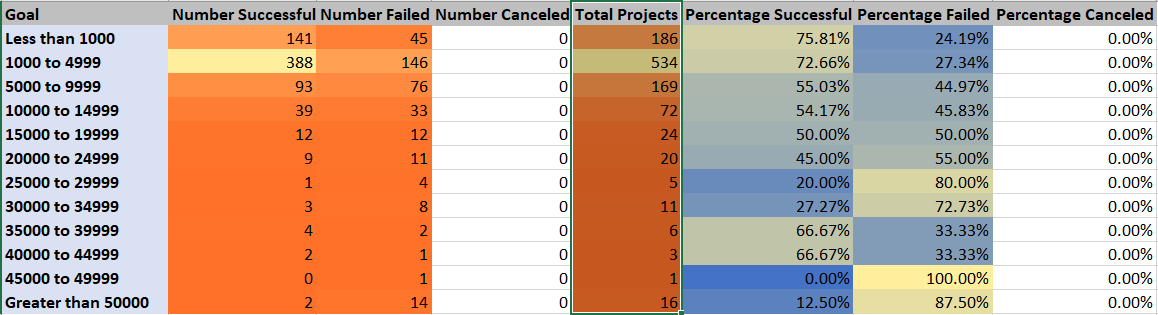 Goal Number Successful Number Failed Number Canceled Total Projects Percentage Successful Percentage Failed Percentage Canceled
Less than 1000 141 45 0 186 75.81% 24.19% 0.00%
1000 to 4999 388 146 0 534 72.66% 27.34% 0.00%
5000 to 9999 93 76 0 169 55.03% 44.97% 0.00%
10000 to 14999 39 33 0 72 54.17% 45.83% 0.00%
15000 to 19999 12 12 0 24 50.00% 50.00% 0.00%
20000 to 24999 9 11 0 20 45.00% 55.00% 0.00%
25000 to 29999 1 4 0 5 20.00% 80.00% 0.00%
30000 to 34999 3 8 0 11 27.27% 72.73% 0.00%
35000 to 39999 4 2 0 6 66.67% 33.33% 0.00%
40000 to 44999 2 1 0 3 66.67% 33.33% 0.00%
45000 to 49999 0 1 0 1 0.00% 100.00% 0.00%
Greater than 50000 2 14 0 16 12.50% 87.50% 0.00%